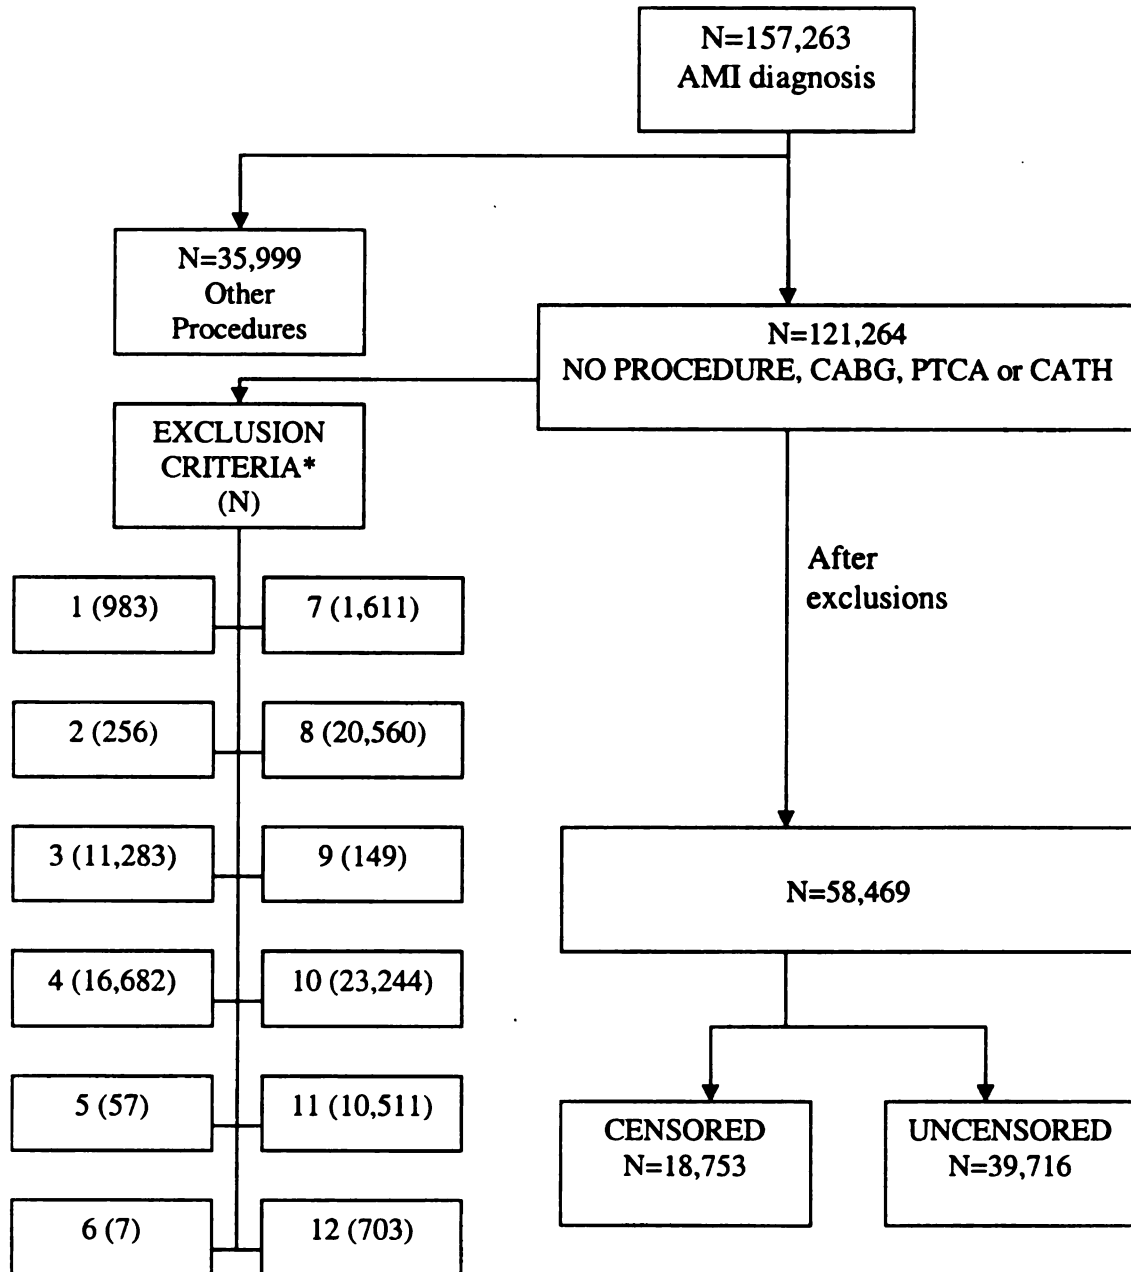 N=157,263
AMI diagnosis
N=35,999
Other
Procedures
N=121,264
NO PROCEDURE, CABG, PTCA or CATH
EXCLUSION
CRITERIA*
(N)
After
exclusions
1 (983)
7 (1,611)
2 (256)
8 (20,560)
3 (11,283)
9 (149)
4 (16,682)
10 (23,244)
5 (57)
11 (10,511)
6 (7)
12 (703)
N=58,469
CENSORED
N=18,753
UNCENSORED
N=39,716